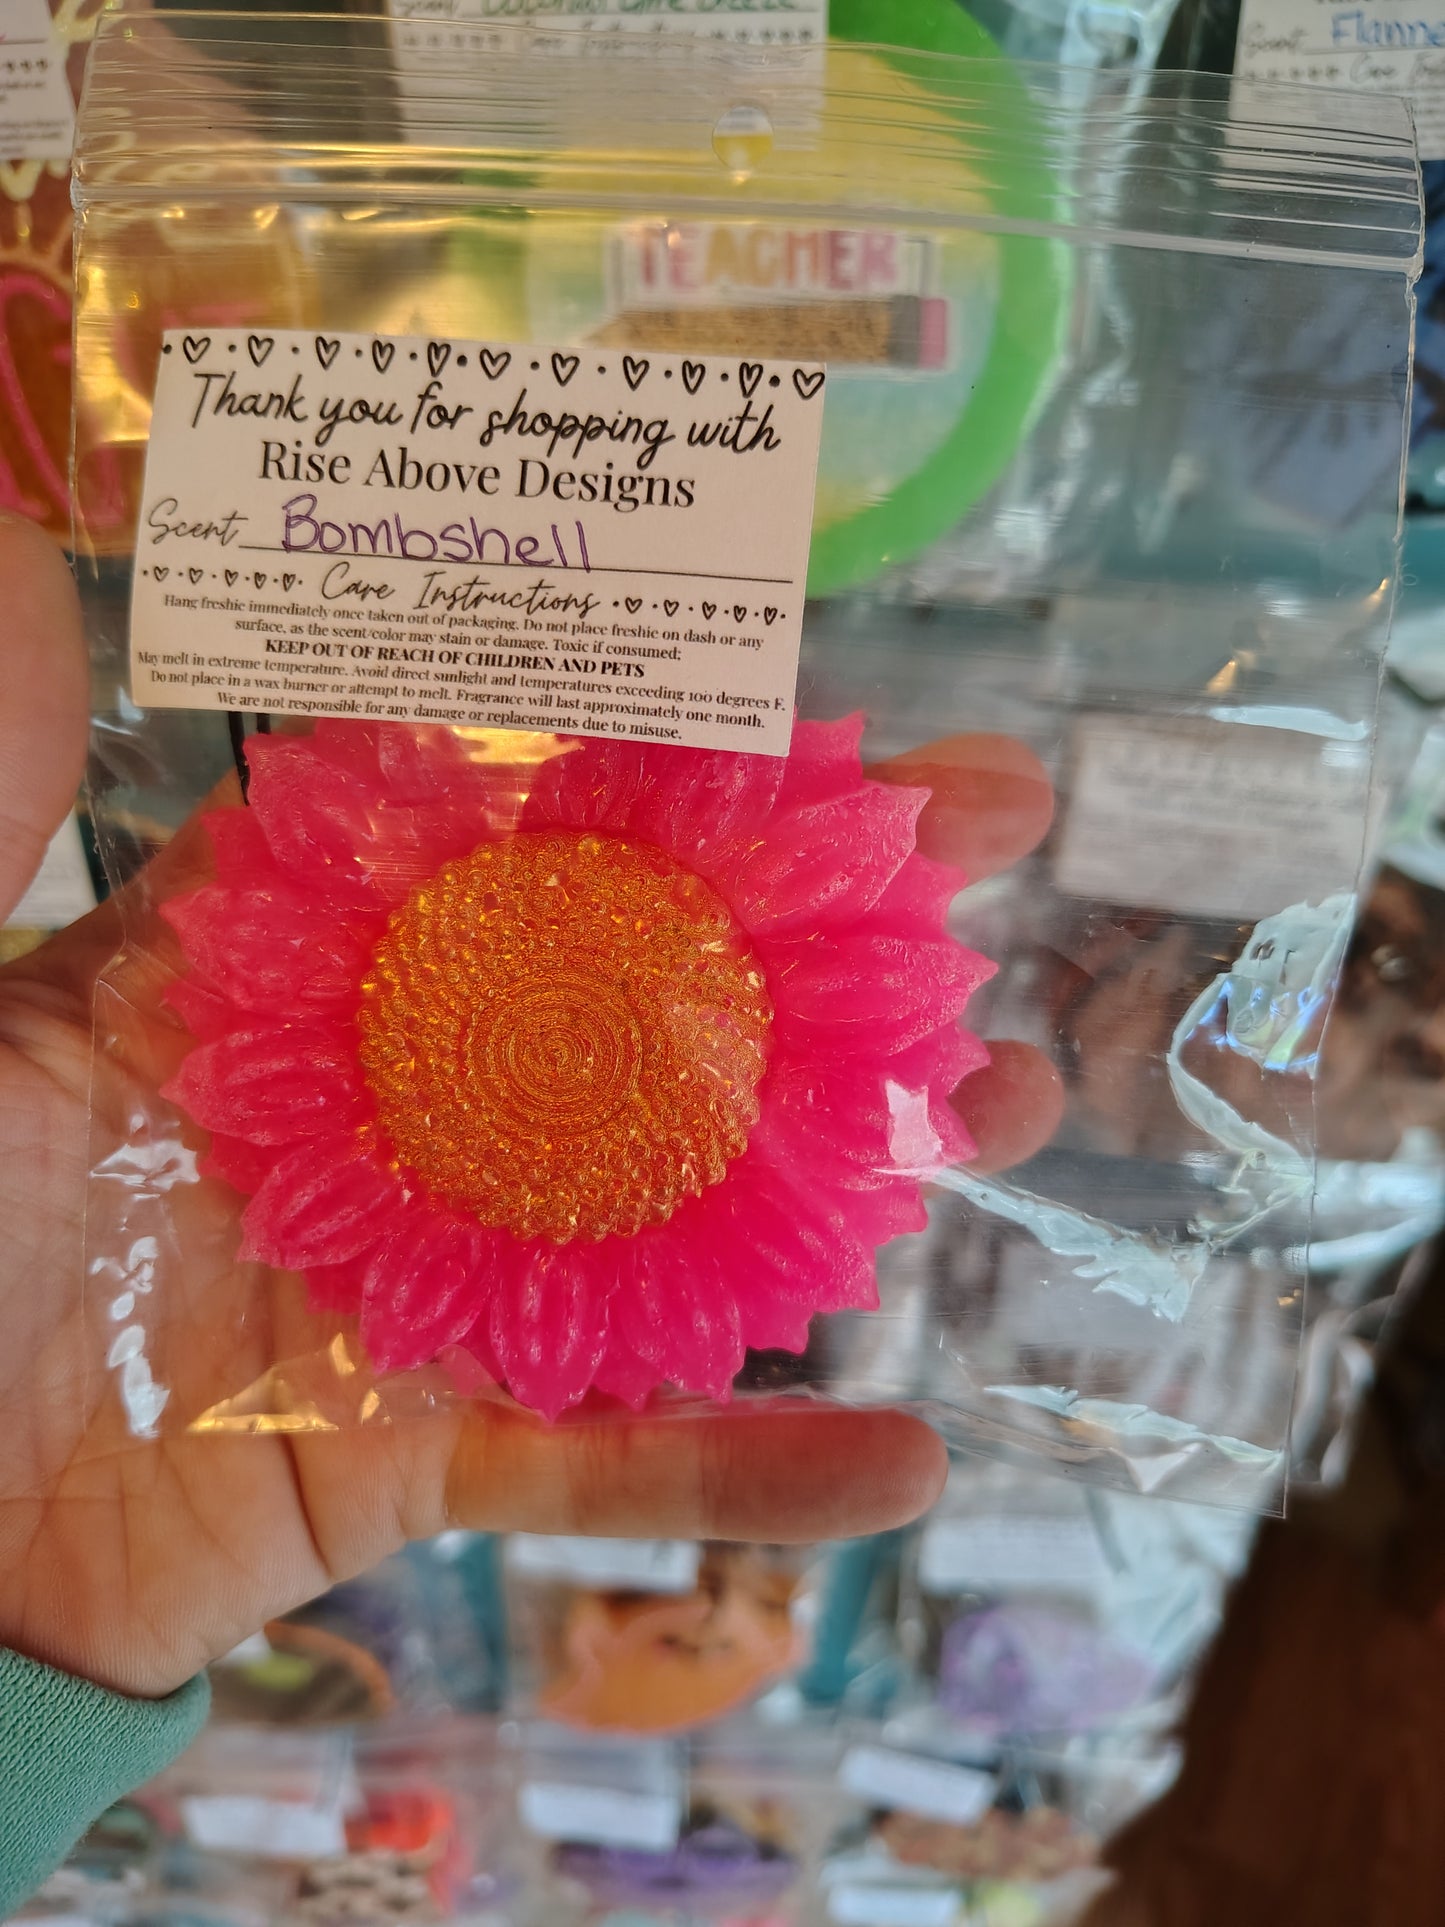 Scent
Care Instructions
Scent Flanne
TEACHER
Thank you for shopping with
Rise Above Designs
Scent Bombshell
Care Instructions
Hang freshie immediately once taken out of packaging. Do not place freshie on dash or any
surface, as the scent/color may stain or damage. Toxic if consumed;
KEEP OUT OF REACH OF CHILDREN AND PETS
May melt in extreme temperature. Avoid direct sunlight and temperatures exceeding 100 degrees F.
Do not place in a wax burner or attempt to melt. Fragrance will last approximately one month.
We are not responsible for any damage or replacements due to misuse.